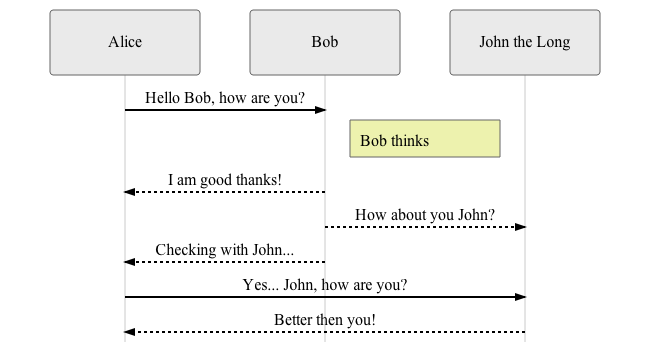 Alice
Bob
John the Long
Hello Bob, how are you?
Bob thinks
I am good thanks!
How about you John?
Checking with John...
Yes... John, how are you?
Better then you!